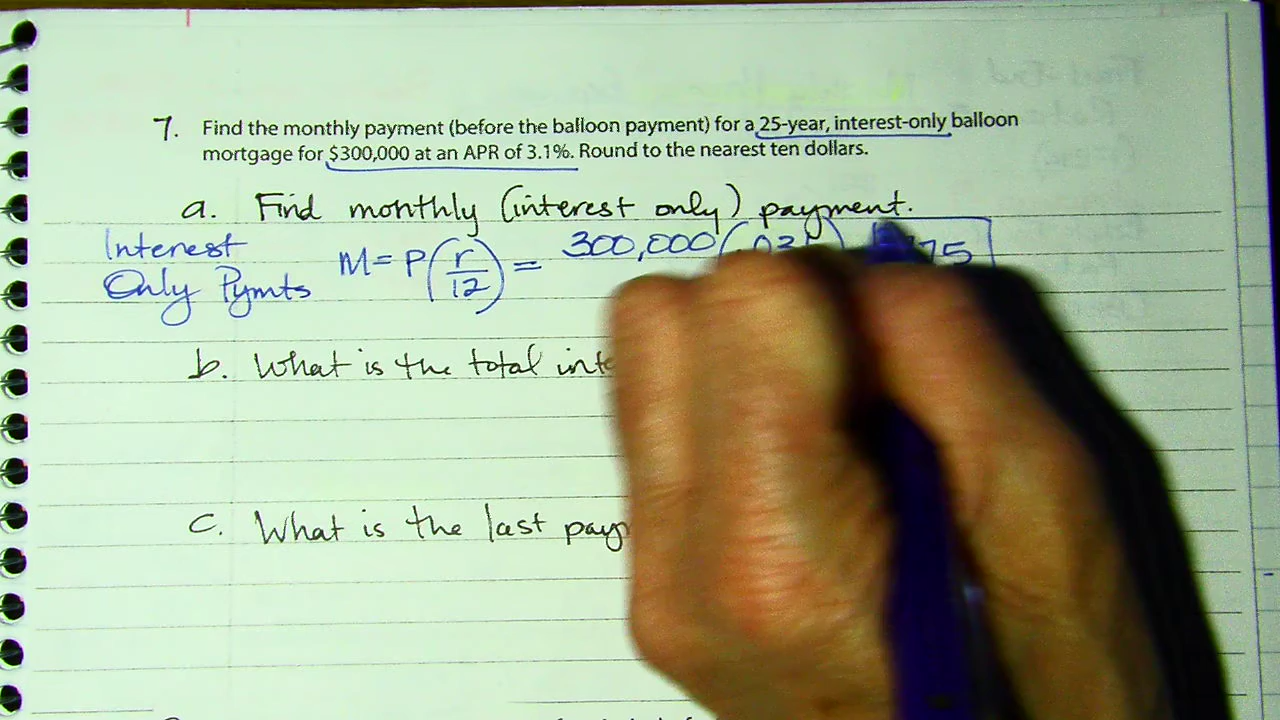 7. Find the monthly payment (before the balloon payment) for a 25-year, interest-only balloon
mortgage for $300,000 at an APR of 3.1%. Round to the nearest ten dollars.
a. Find monthly (interest only) payment.
Interest
Only Pymts
M = P(r/12) = 300,000(
b. What is the total
c. What is the last